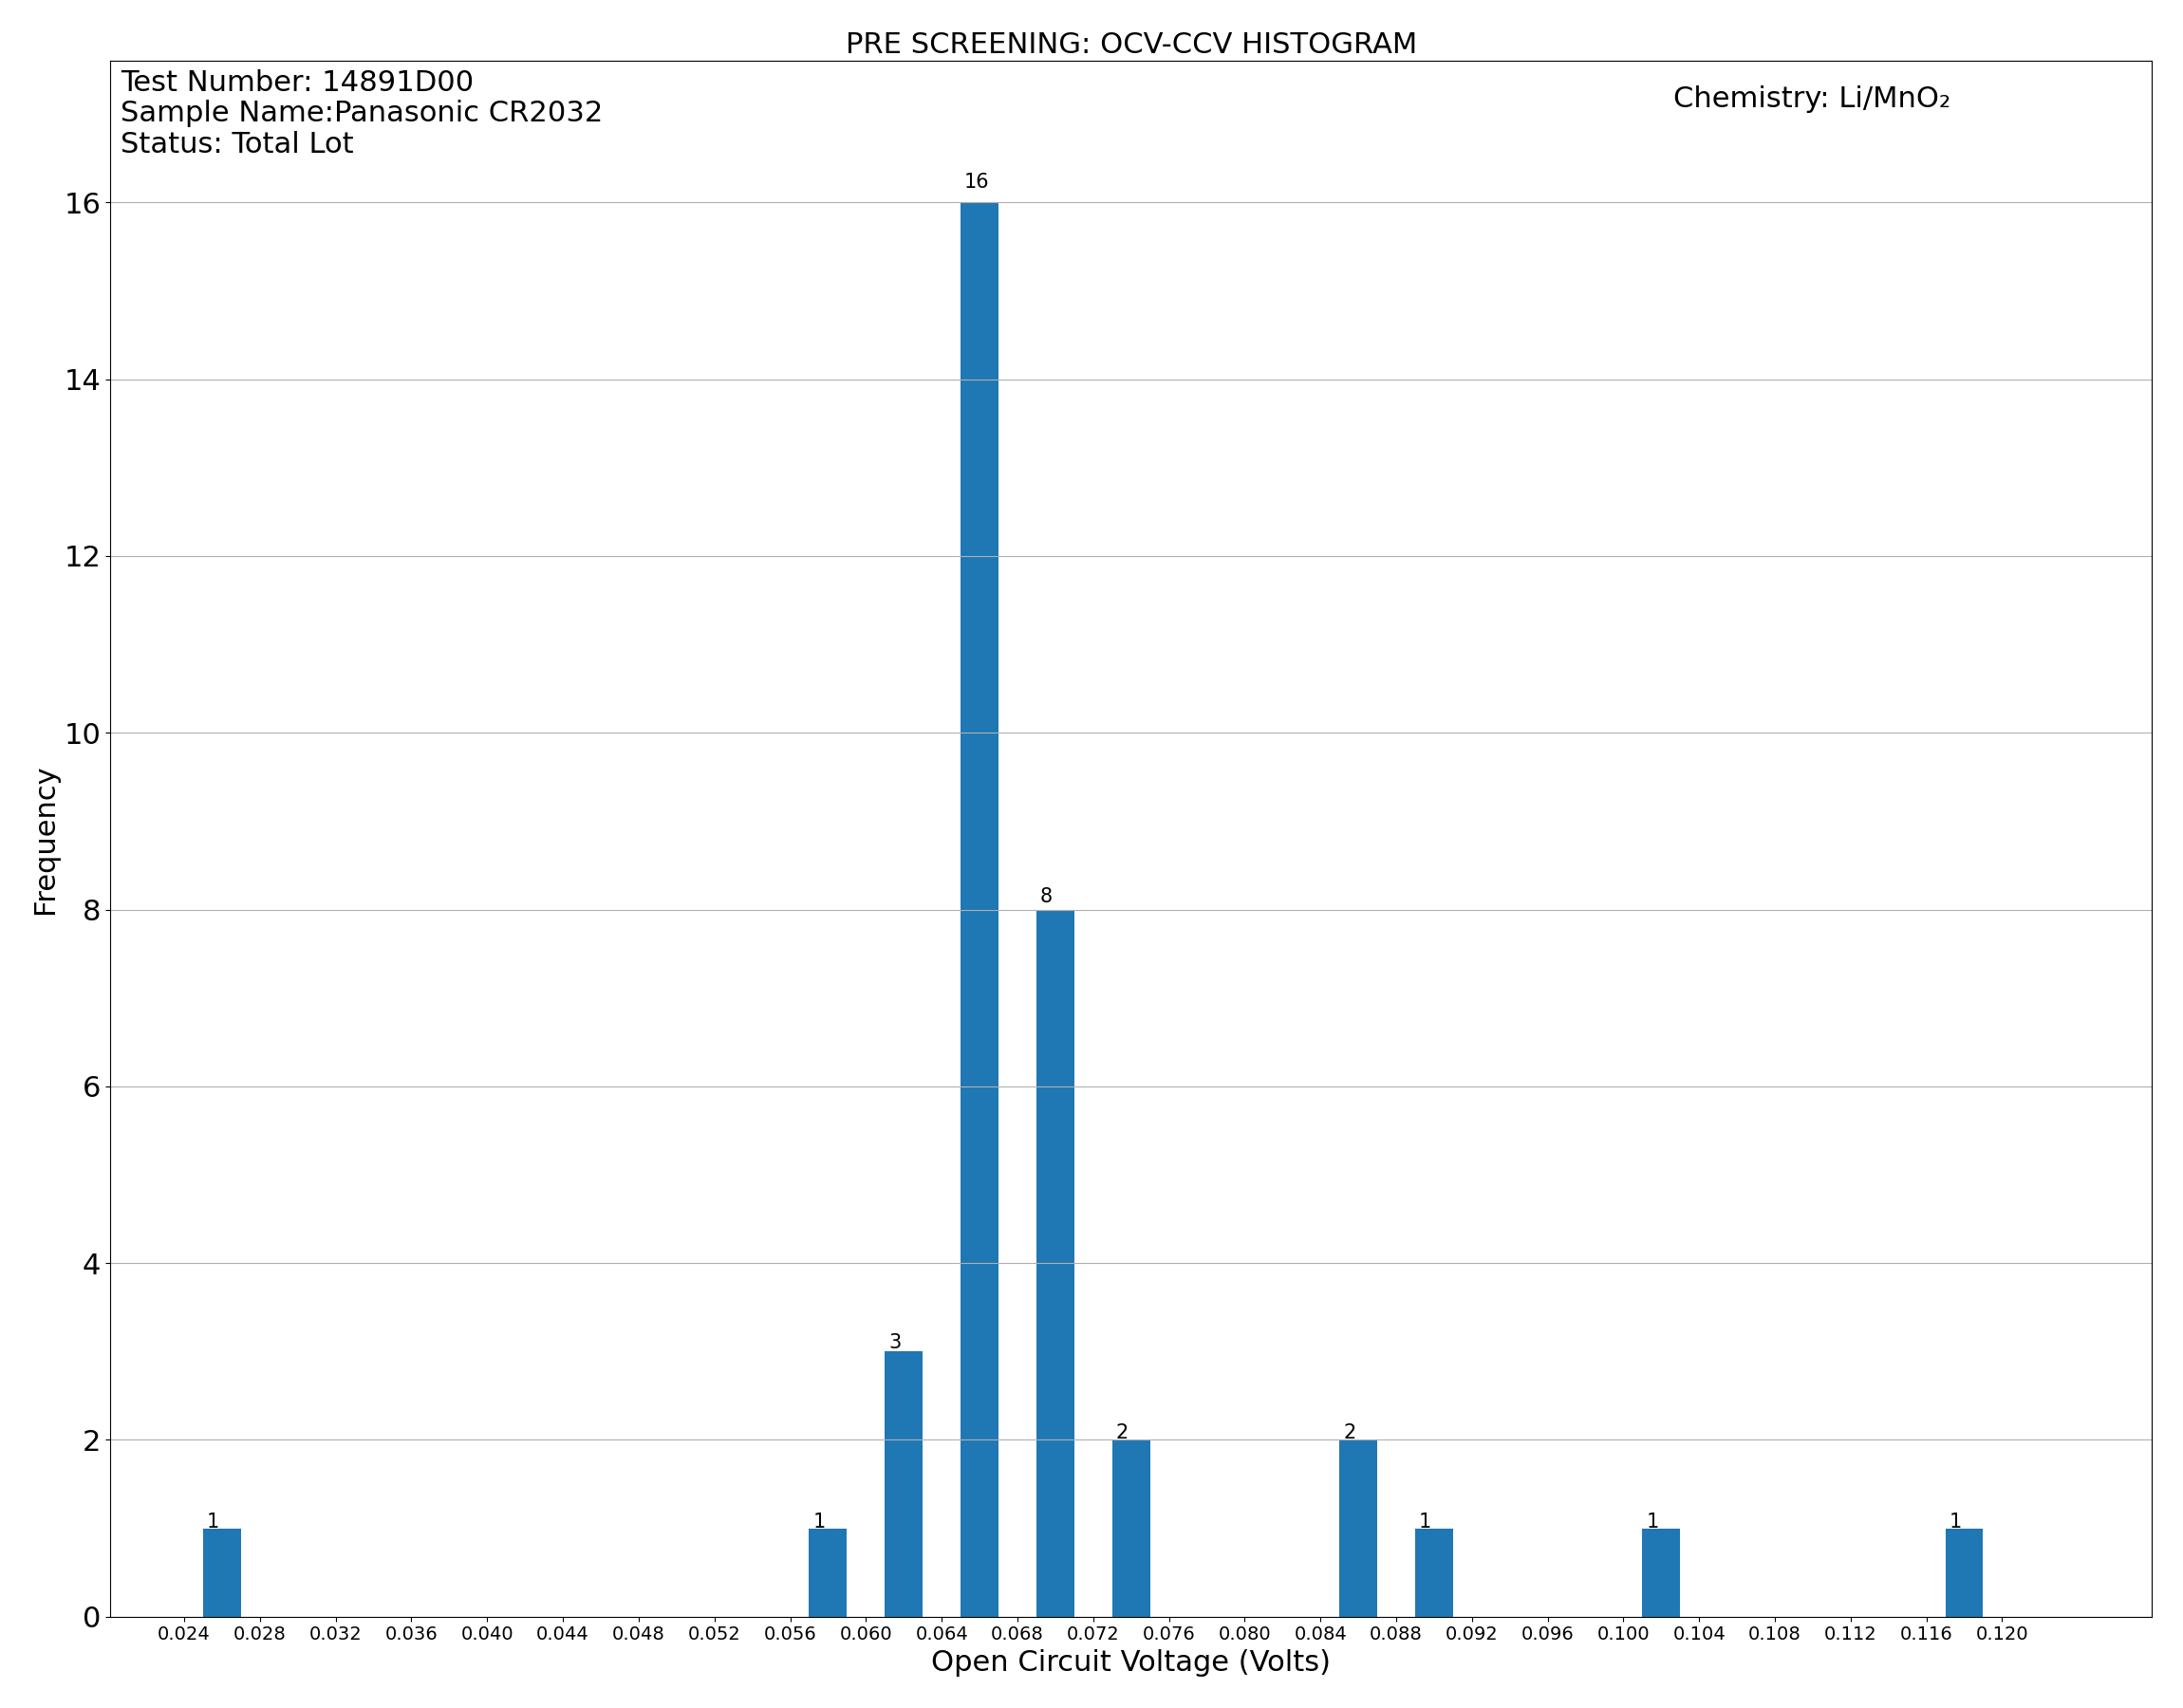 PRE SCREENING: OCV-CCV HISTOGRAM
Test Number: 14891D00
Sample Name:Panasonic CR2032
Status: Total Lot
Chemistry: Li/MnO₂
16
14
12
10
8
6
4
2
0
Frequency
1
1
3
16
8
2
2
1
1
1
0.024 0.028 0.032 0.036 0.040 0.044 0.048 0.052 0.056 0.060 0.064 0.068 0.072 0.076 0.080 0.084 0.088 0.092 0.096 0.100 0.104 0.108 0.112 0.116 0.120
Open Circuit Voltage (Volts)